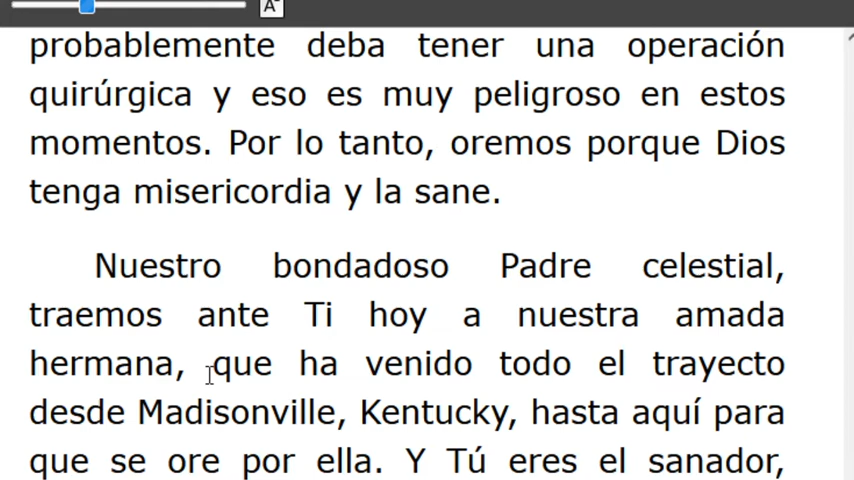 A
probablemente deba tener una operación
quirúrgica y eso es muy peligroso en estos
momentos. Por lo tanto, oremos porque Dios
tenga misericordia y la sane.
Nuestro bondadoso Padre celestial,
traemos ante Ti hoy a nuestra amada
hermana, que ha venido todo el trayecto
desde Madisonville, Kentucky, hasta aquí para
que se ore por ella. Y Tú eres el sanador,